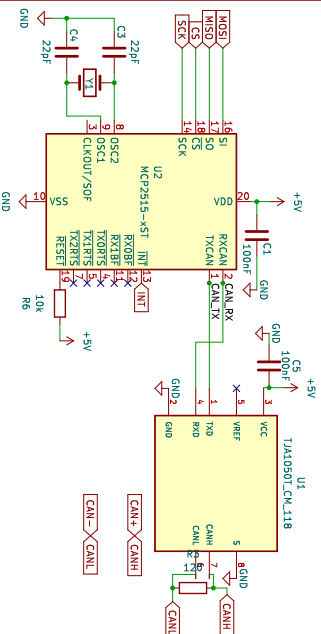 GND
C4
22pF
C3
22pF
Y1
SCK
CS
MISO
MOSI
3
9
8
14
16
18
17
16
CLKOUT/SOF
OSC1
OSC2
SCK
CS
SO
SI
U2
MCP2515-xST
GND
10
VSS
VDD
20
+5V
C1
100nF
GND
RESET
TX2RTS
TX1RTS
TX0RTS
RX1BF
RX0BF
INT
TXCAN
RXCAN
19
7
5
4
11
12
13
1
2
10k
R6
+5V
INT
CAN_TX
CAN_RX
GND
C5
100nF
+5V
GND
2
4
1
5
3
GND
RXD
TXD
VREF
VCC
U1
TJA1050T_CM_118
CANL
CANH
S
6
7
8
GND
R5
120
CAN-
CANL
CAN+
CANH
CANL
CANH